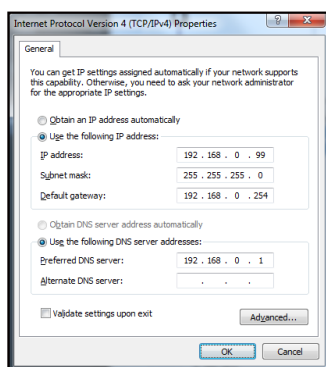 Internet Protocol Version 4 (TCP/IPv4) Properties
General
You can get IP settings assigned automatically if your network supports
this capability. Otherwise, you need to ask your network administrator
for the appropriate IP settings.
Obtain an IP address automatically
Use the following IP address:
IP address: 192 . 168 . 0 . 99
Subnet mask: 255 . 255 . 255 . 0
Default gateway: 192 . 168 . 0 . 254
Obtain DNS server address automatically
Use the following DNS server addresses:
Preferred DNS server: 192 . 168 . 0 . 1
Alternate DNS server: . . .
Validate settings upon exit
Advanced...
OK Cancel